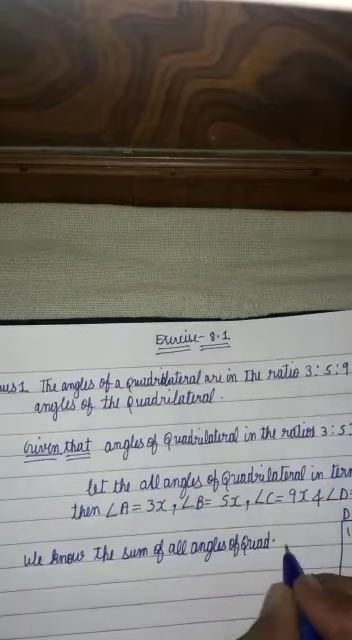 Exercise- 8.1
Ques 1 The angles of a quadrilateral are in the ratio 3:5:9
angles of the quadrilateral.
Given that angles of Quadrilateral in the ratios 3:5:
let the all angles of Quadrilateral in term
then ∠A = 3x, ∠B = 5x, ∠C = 9x & ∠D=
We know the sum of all angles of Quad.